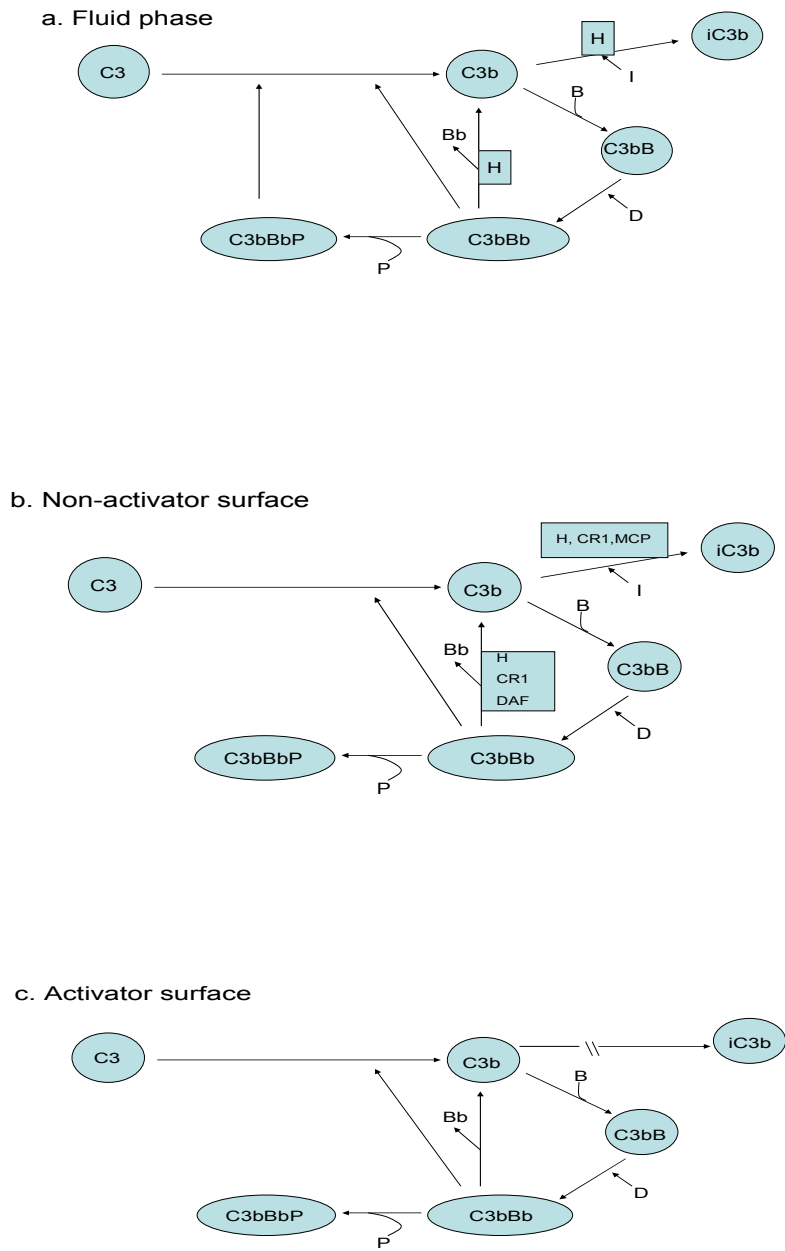 a. Fluid phase
C3
C3b
H
iC3b
I
B
Bb
H
C3bB
D
C3bBbP
C3bBb
P
b. Non-activator surface
C3
C3b
H, CR1,MCP
iC3b
I
B
Bb
H
CR1
DAF
C3bB
D
C3bBbP
C3bBb
P
c. Activator surface
C3
C3b
iC3b
B
Bb
C3bB
D
C3bBbP
C3bBb
P